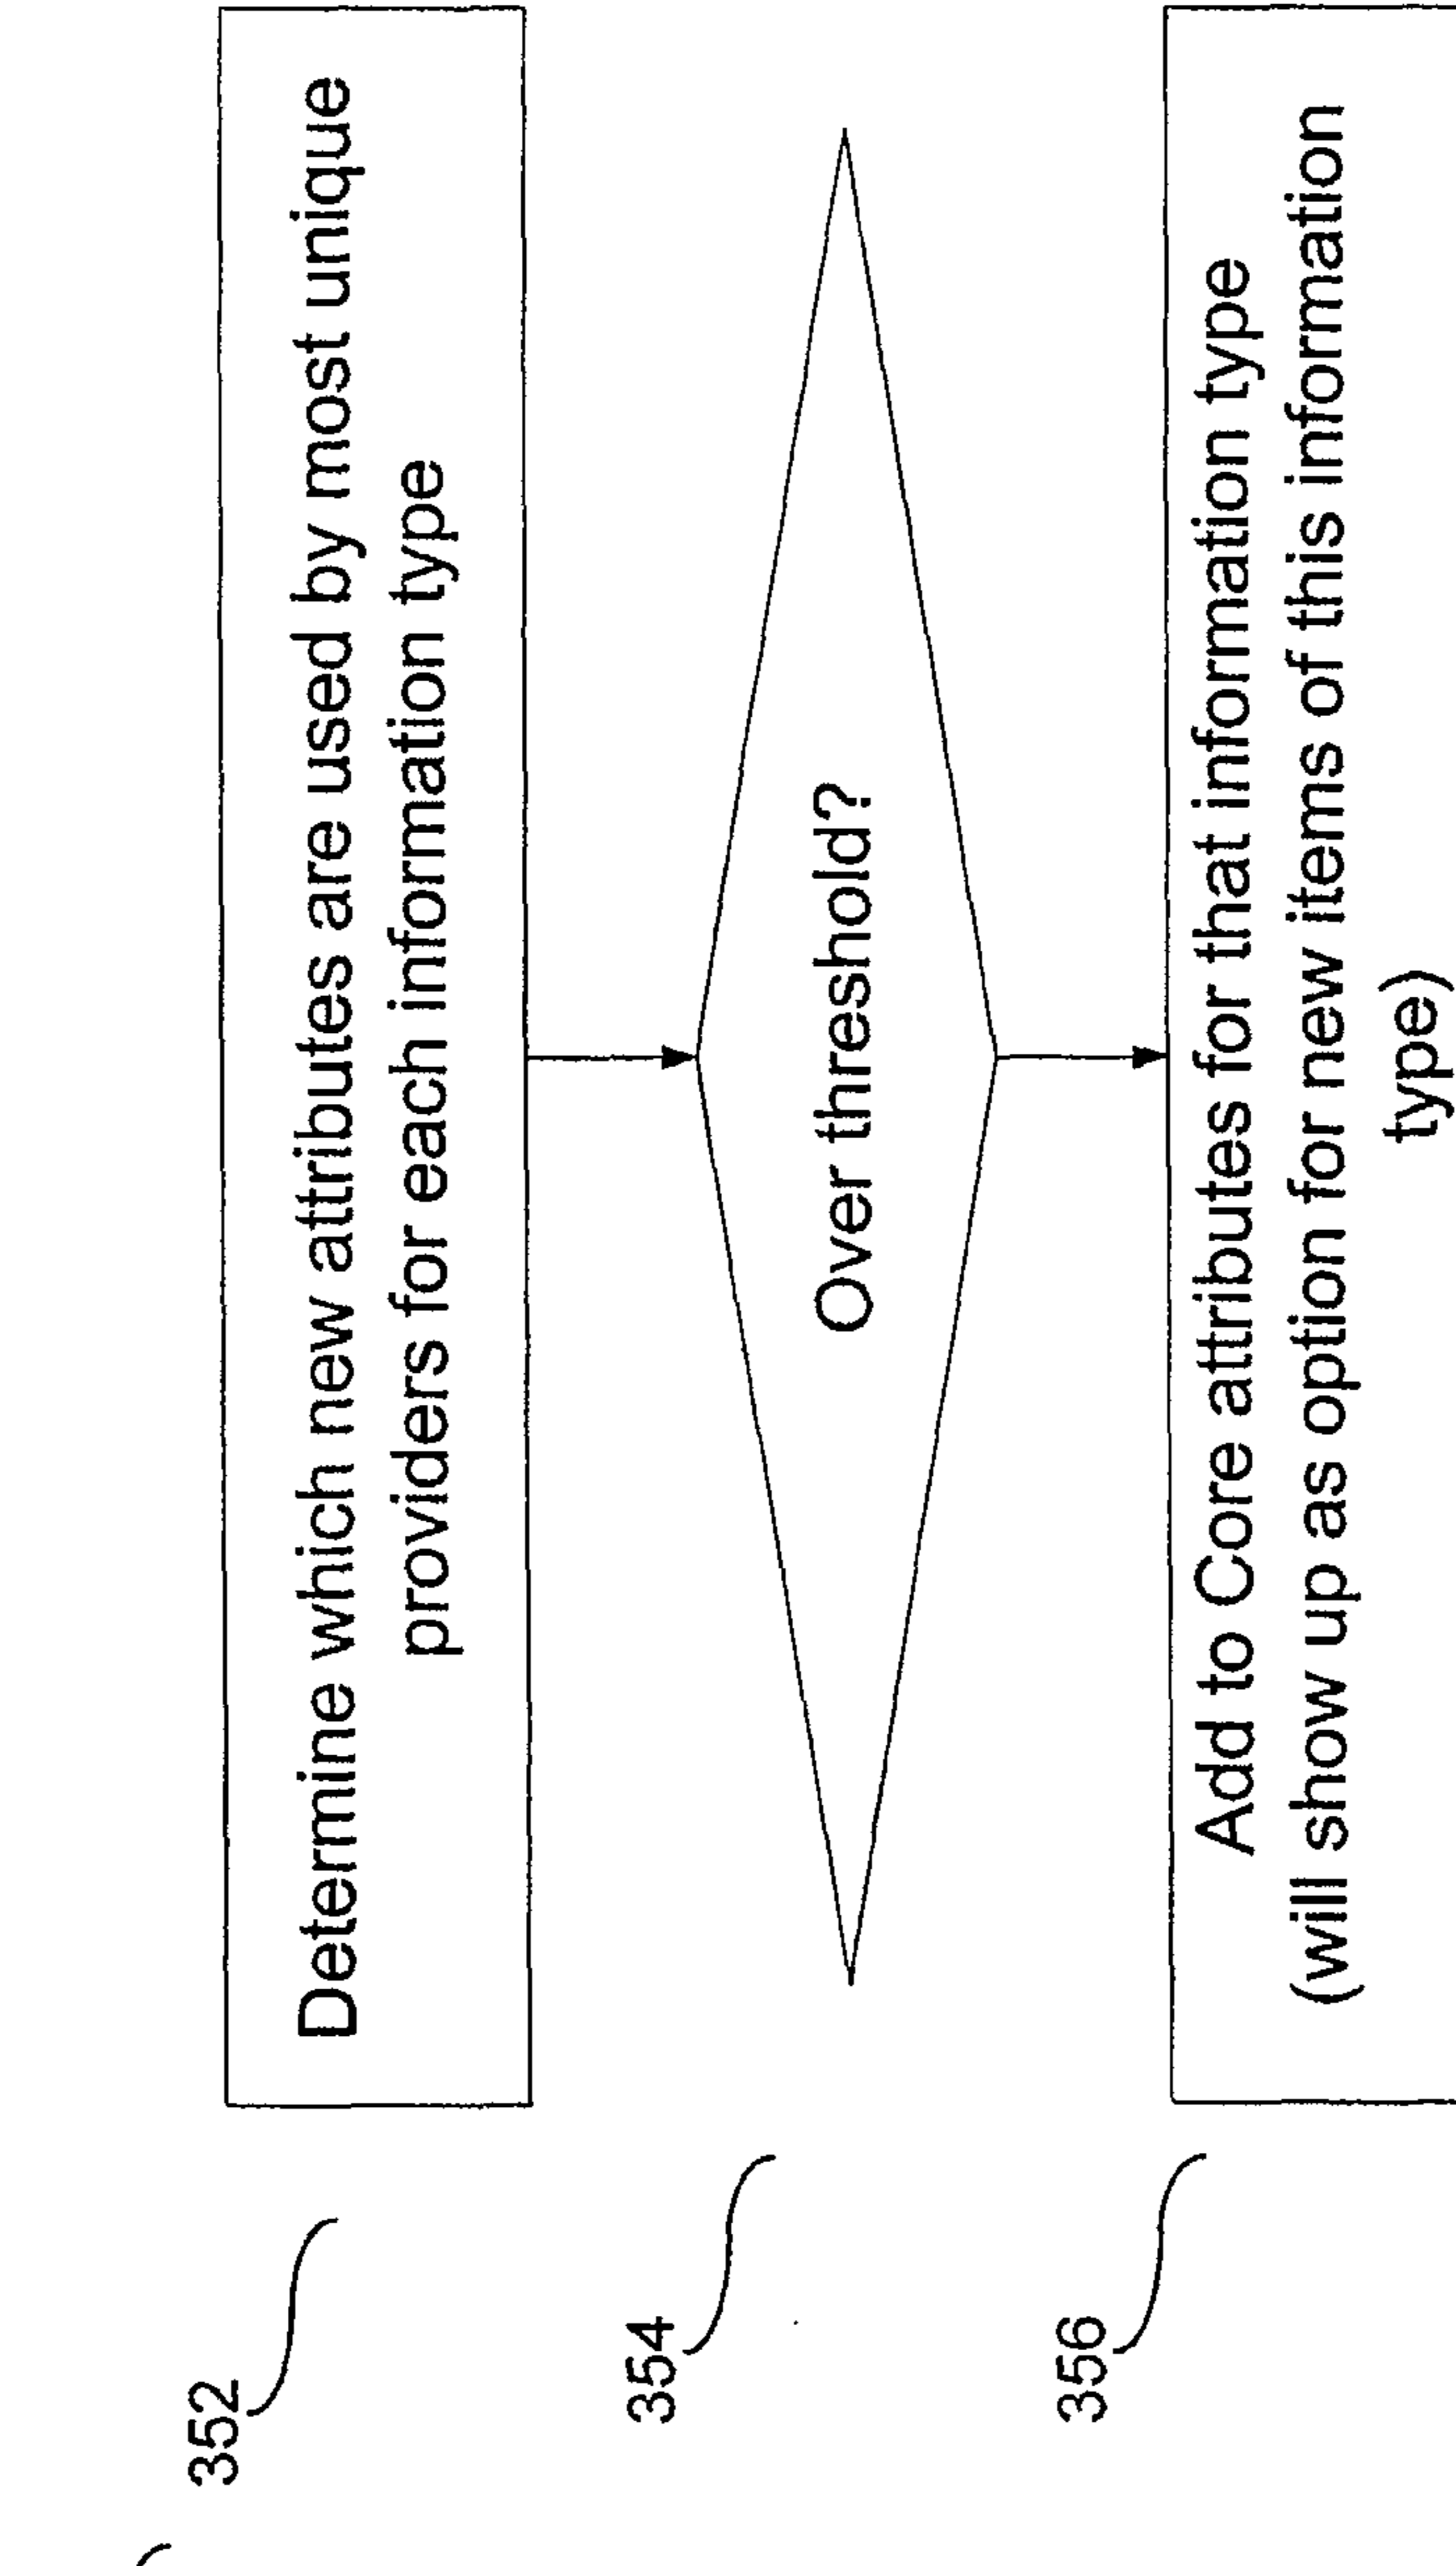 352
Determine which new attributes are used by most unique
providers for each information type
354
Over threshold?
356
Add to Core attributes for that information type
(will show up as option for new items of this information
type)